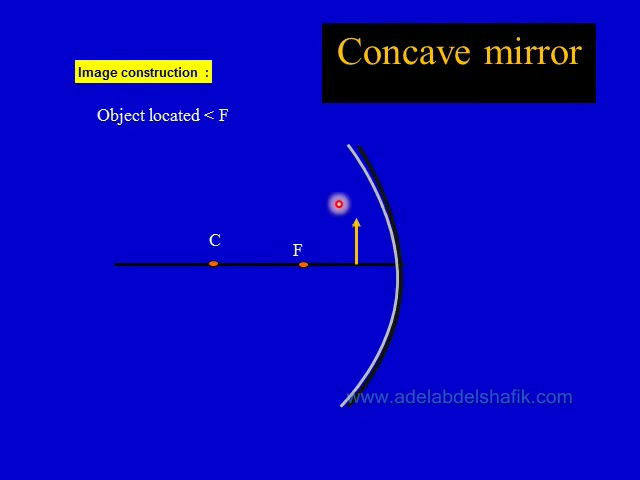 Concave mirror
Image construction :
Object located < F
C
F
www.adelabdelshafik.com